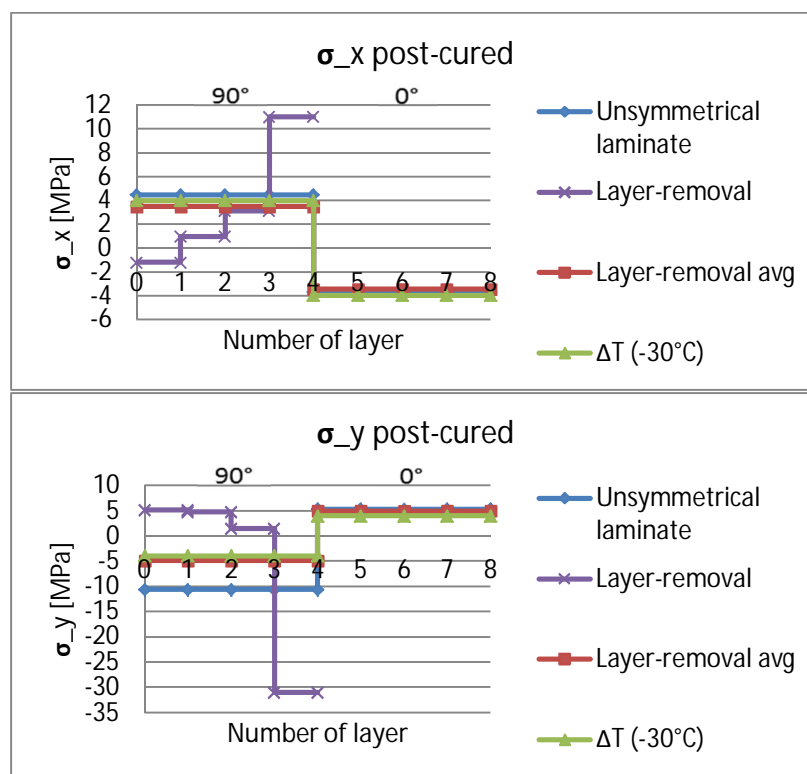 σ_x post-cured
90° 0°
12
10
8
6
4
2
0
-2
-4
-6
σ_x [MPa]
0 1 2 3 4 5 6 7 8
Number of layer
Unsymmetrical
laminate
Layer-removal
Layer-removal avg
ΔT (-30°C)
σ_y post-cured
90° 0°
10
5
0
-5
-10
-15
-20
-25
-30
-35
σ_y [MPa]
0 1 2 3 4 5 6 7 8
Number of layer
Unsymmetrical
laminate
Layer-removal
Layer-removal avg
ΔT (-30°C)